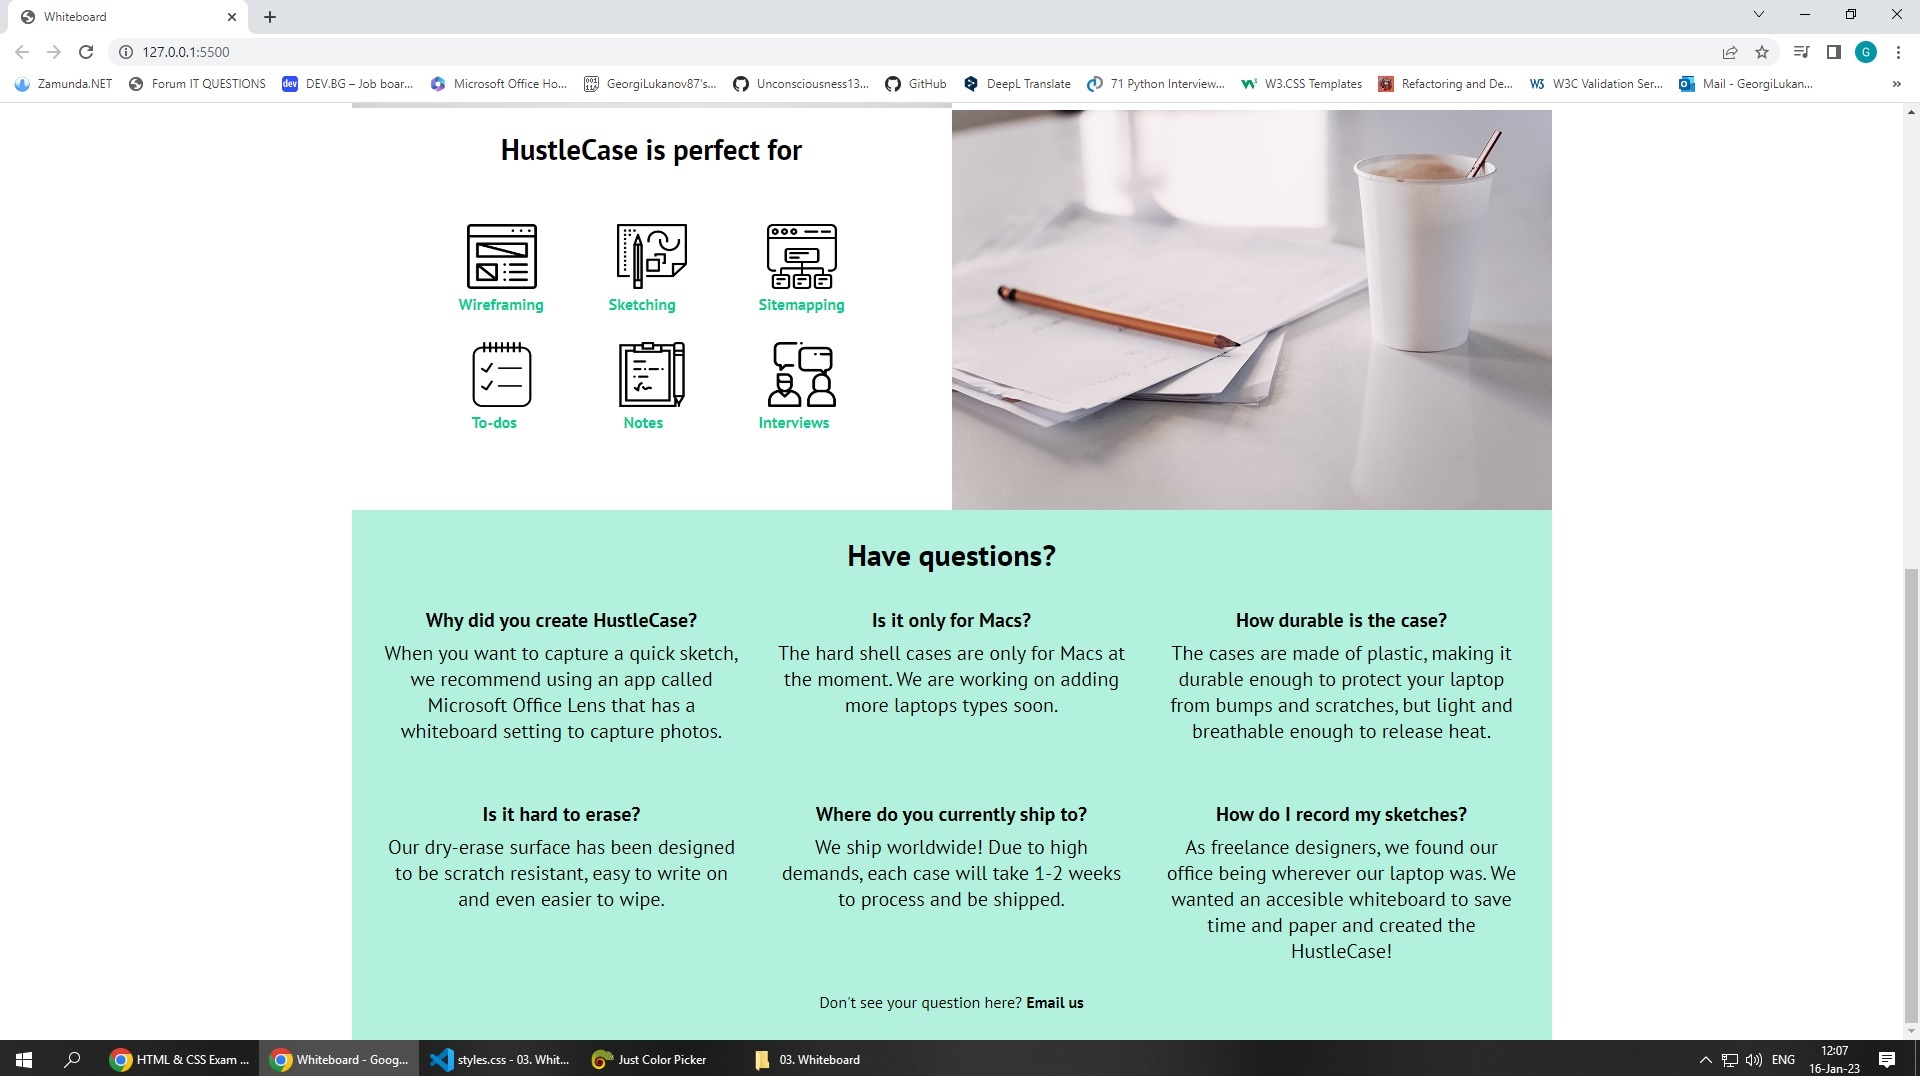 Whiteboard
127.0.0.1:5500
Zamunda.NET
Forum IT QUESTIONS
DEV.BG – Job boar...
Microsoft Office Ho...
GeorgiLukanov87's...
Unconsciousness13...
GitHub
DeepL Translate
71 Python Interview...
W3.CSS Templates
Refactoring and De...
W3C Validation Ser...
Mail - GeorgiLukan...
G
HustleCase is perfect for
Wireframing
Sketching
Sitemapping
To-dos
Notes
Interviews
Have questions?
Why did you create HustleCase?
When you want to capture a quick sketch,
we recommend using an app called
Microsoft Office Lens that has a
whiteboard setting to capture photos.
Is it only for Macs?
The hard shell cases are only for Macs at
the moment. We are working on adding
more laptops types soon.
How durable is the case?
The cases are made of plastic, making it
durable enough to protect your laptop
from bumps and scratches, but light and
breathable enough to release heat.
Is it hard to erase?
Our dry-erase surface has been designed
to be scratch resistant, easy to write on
and even easier to wipe.
Where do you currently ship to?
We ship worldwide! Due to high
demands, each case will take 1-2 weeks
to process and be shipped.
How do I record my sketches?
As freelance designers, we found our
office being wherever our laptop was. We
wanted an accesible whiteboard to save
time and paper and created the
HustleCase!
Don't see your question here? Email us
HTML & CSS Exam ...
Whiteboard - Goog...
styles.css - 03. Whit...
Just Color Picker
03. Whiteboard
ENG
12:07
16-Jan-23